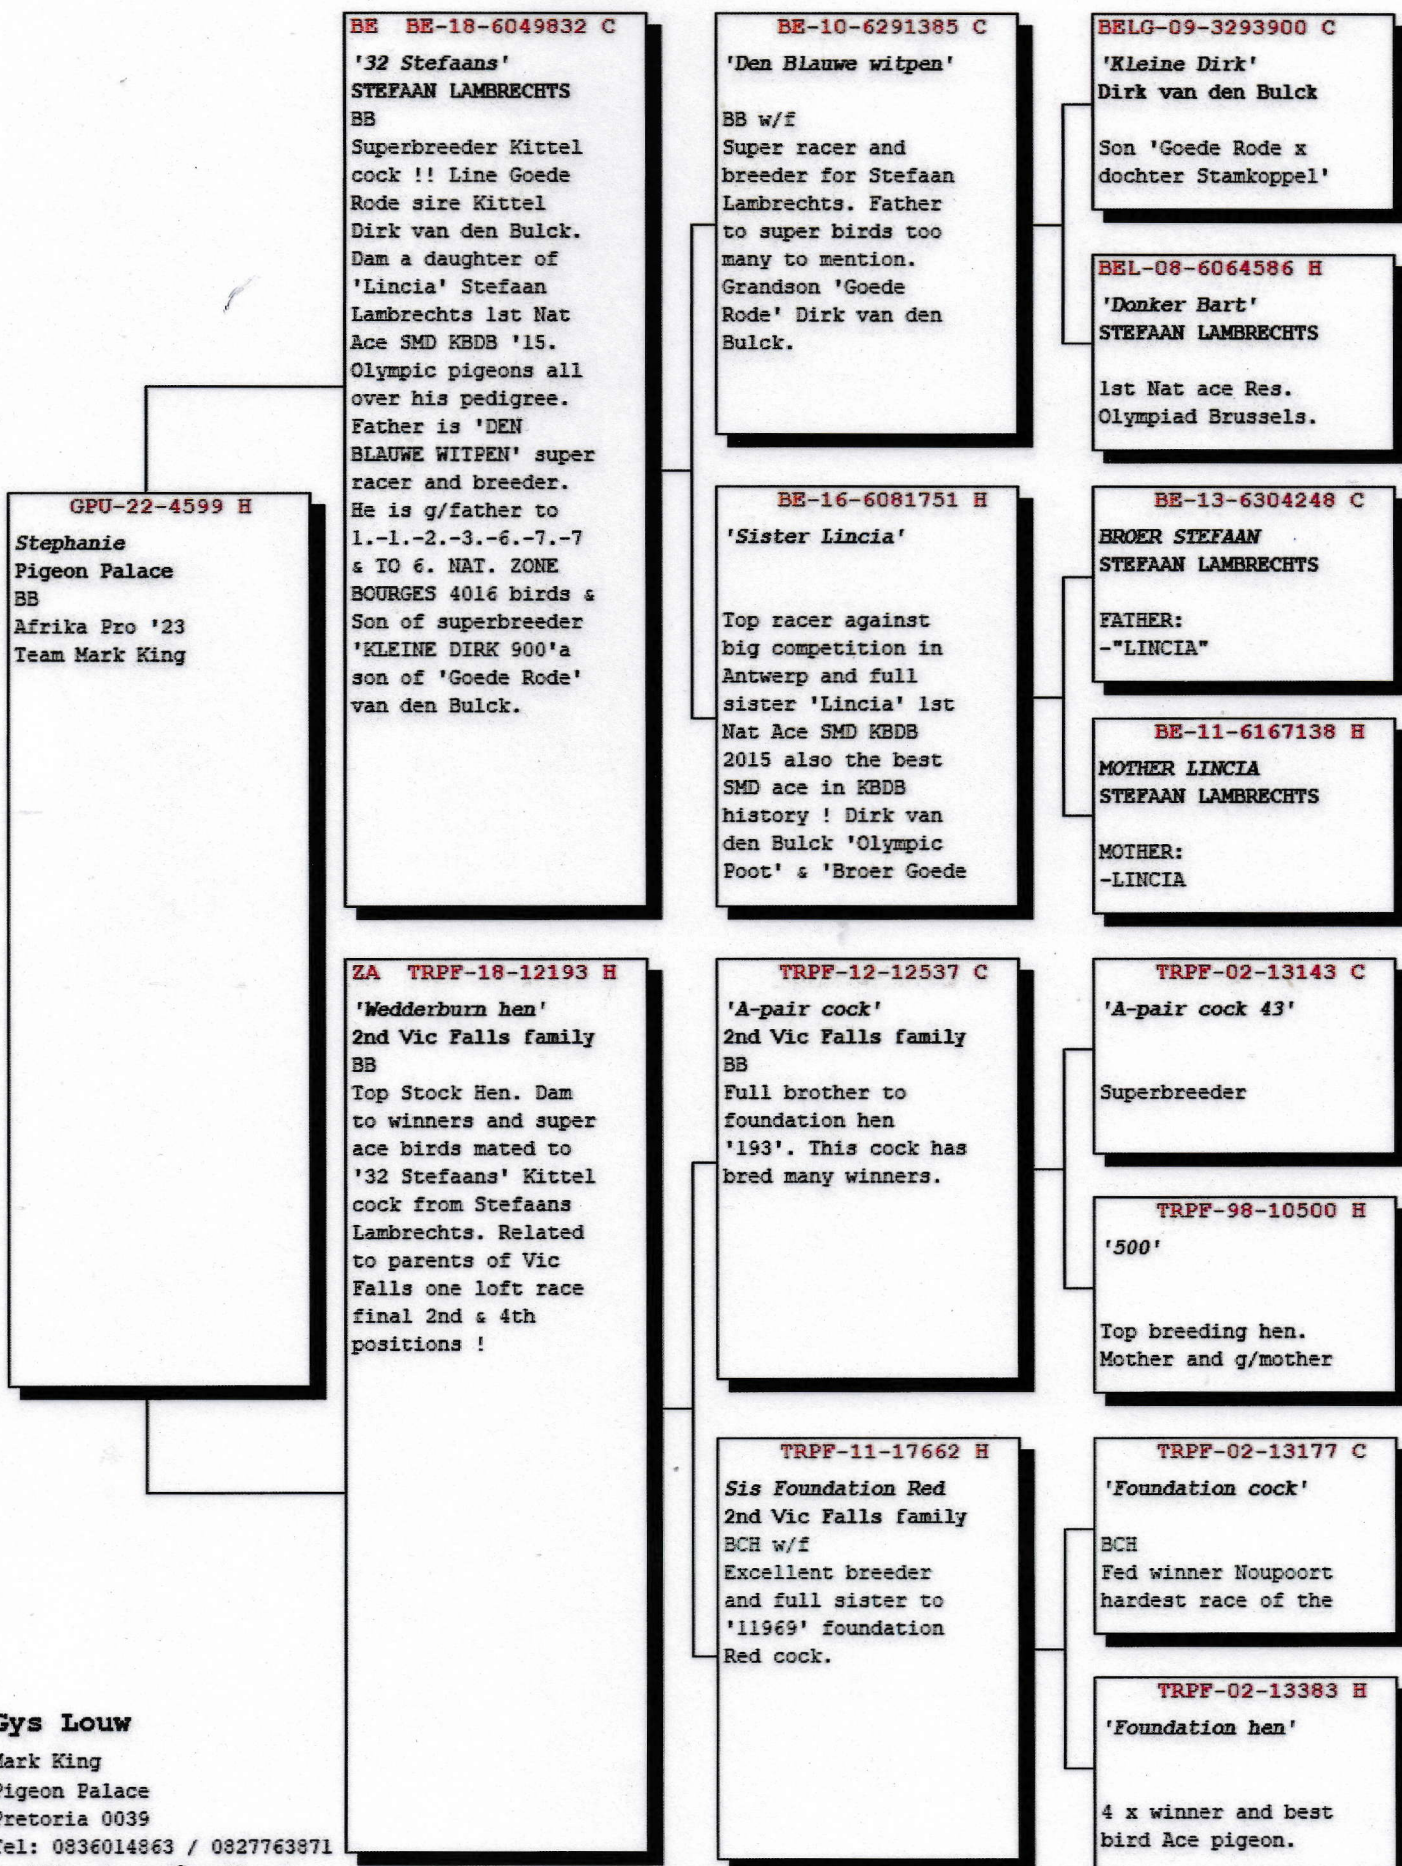 GPU-22-4599 H
Stephanie
Pigeon Palace
BB
Afrika Pro '23
Team Mark King
BE BE-18-6049832 C
'32 Stefaans'
STEFAAN LAMBRECHTS
BB
Superbreeder Kittel
cock !! Line Goede
Rode sire Kittel
Dirk van den Bulck.
Dam a daughter of
'Lincia' Stefaan
Lambrechts 1st Nat
Ace SMD KBDB '15.
Olympic pigeons all
over his pedigree.
Father is 'DEN
BLAUWE WITPEN' super
racer and breeder.
He is g/father to
1.-1.-2.-3.-6.-7.-7
& TO 6. NAT. ZONE
BOURGES 4016 birds &
Son of superbreeder
'KLEINE DIRK 900'a
son of 'Goede Rode'
van den Bulck.
ZA TRPF-18-12193 H
'Wedderburn hen'
2nd Vic Falls family
BB
Top Stock Hen. Dam
to winners and super
ace birds mated to
'32 Stefaans' Kittel
cock from Stefaans
Lambrechts. Related
to parents of Vic
Falls one loft race
final 2nd & 4th
positions !
BE-10-6291385 C
'Den Blauwe witpen'
BB w/f
Super racer and
breeder for Stefaan
Lambrechts. Father
to super birds too
many to mention.
Grandson 'Goede
Rode' Dirk van den
Bulck.
BE-16-6081751 H
'Sister Lincia'
Top racer against
big competition in
Antwerp and full
sister 'Lincia' 1st
Nat Ace SMD KBDB
2015 also the best
SMD ace in KBDB
history ! Dirk van
den Bulck 'Olympic
Poot' & 'Broer Goede
TRPF-12-12537 C
'A-pair cock'
2nd Vic Falls family
BB
Full brother to
foundation hen
'193'. This cock has
bred many winners.
TRPF-11-17662 H
Sis Foundation Red
2nd Vic Falls family
BCH w/f
Excellent breeder
and full sister to
'11969' foundation
Red cock.
BELG-09-3293900 C
'Kleine Dirk'
Dirk van den Bulck
Son 'Goede Rode x
dochter Stamkoppel'
BEL-08-6064586 H
'Donker Bart'
STEFAAN LAMBRECHTS
1st Nat ace Res.
Olympiad Brussels.
BE-13-6304248 C
BROER STEFAAN
STEFAAN LAMBRECHTS
FATHER:
-"LINCIA"
BE-11-6167138 H
MOTHER LINCIA
STEFAAN LAMBRECHTS
MOTHER:
-LINCIA
TRPF-02-13143 C
'A-pair cock 43'
Superbreeder
TRPF-98-10500 H
'500'
Top breeding hen.
Mother and g/mother
TRPF-02-13177 C
'Foundation cock'
BCH
Fed winner Noupoort
hardest race of the
TRPF-02-13383 H
'Foundation hen'
4 x winner and best
bird Ace pigeon.
Gys Louw
Mark King
Pigeon Palace
Pretoria 0039
Tel: 0836014863 / 0827763871